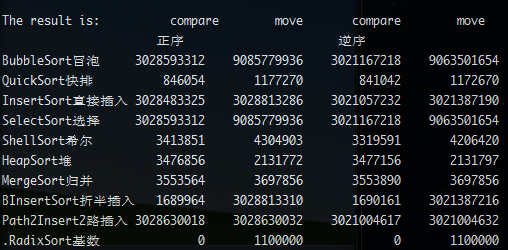 The result is: compare move compare move
正序 逆序
BubbleSort冒泡 3028593312 9085779936 3021167218 9063501654
QuickSort快排 846054 1177270 841042 1172670
InsertSort直接插入 3028483325 3028813286 3021057232 3021387190
SelectSort选择 3028593312 9085779936 3021167218 9063501654
ShellSort希尔 3413851 4304903 3319591 4206420
HeapSort堆 3476856 2131772 3477156 2131797
MergeSort归并 3553564 3697856 3553890 3697856
BInsertSort折半插入 1689964 3028813310 1690161 3021387216
Path2Insert2路插入 3028630018 3028630032 3021004617 3021004632
.RadixSort基数 0 1100000 0 1100000